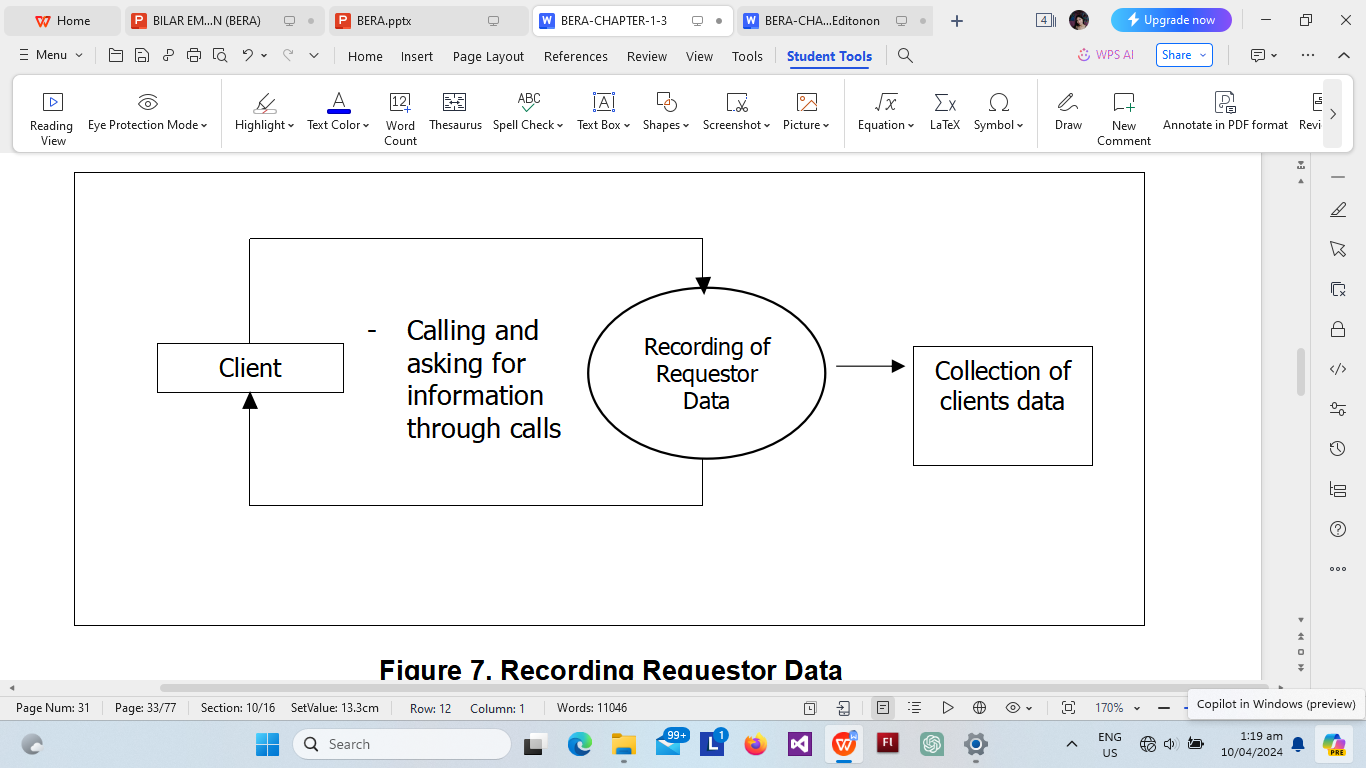 Home
BILAR EM...N (BERA)
BERA.pptx
BERA-CHAPTER-1-3
BERA-CHA...Editonon
4
Upgrade now
Menu
Home
Insert
Page Layout
References
Review
View
Tools
Student Tools
WPS AI
Share
Reading
View
Eye Protection Mode
Highlight
Text Color
Word
Count
Thesaurus
Spell Check
Text Box
Shapes
Screenshot
Picture
Equation
LaTeX
Symbol
Draw
New
Comment
Annotate in PDF format
Client
- Calling and
asking for
information
through calls
Recording of
Requestor
Data
Collection of
clients data
Figure 7. Recording Requestor Data
Page Num: 31
Page: 33/77
Section: 10/16
SetValue: 13.3cm
Row: 12
Column: 1
Words: 11046
170%
Copilot in Windows (preview)
Search
99+
1
ENG
US
1:19 am
10/04/2024
PRE